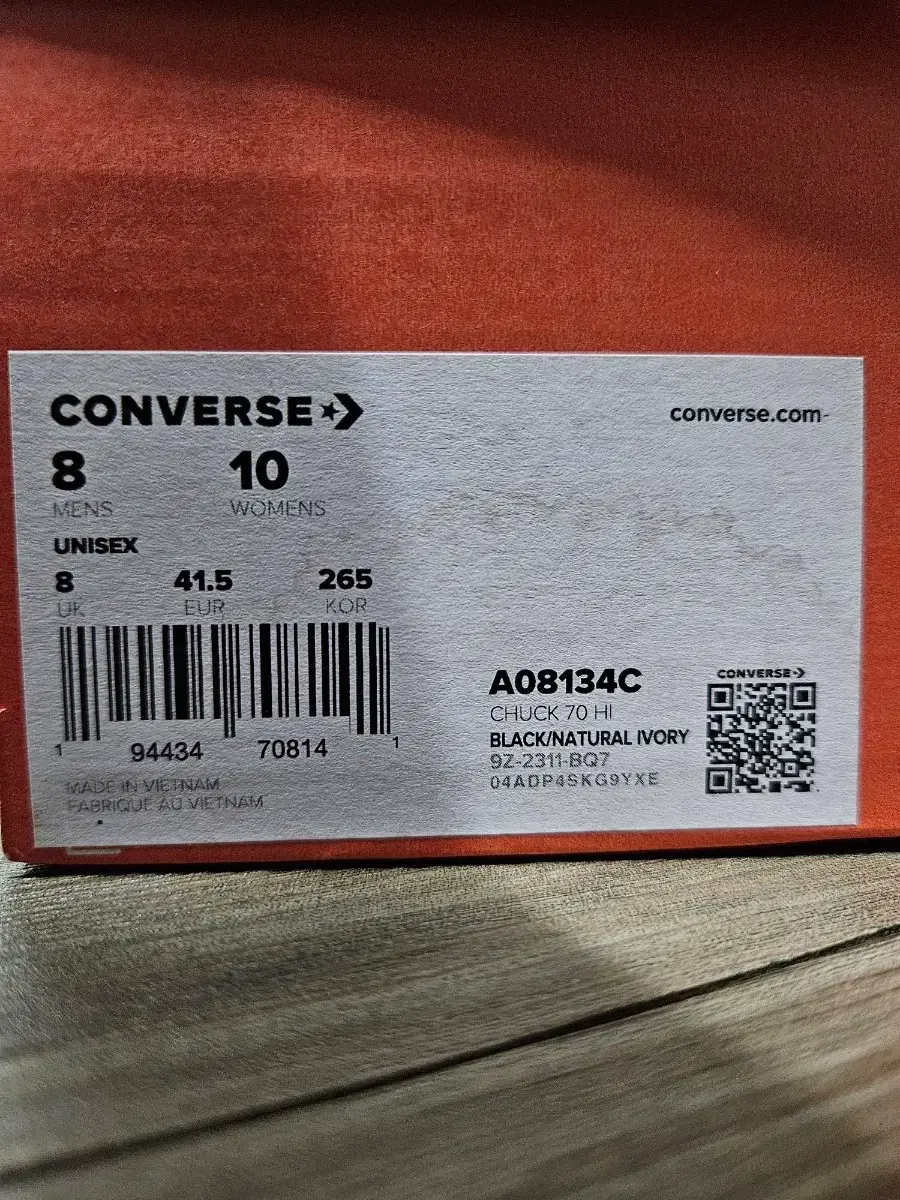 CONVERSE
converse.com
8 10
MENS WOMENS
UNISEX
8 41.5 265
UK EUR KOR
1 94434 70814 1
MADE IN VIETNAM
FABRIQUÉ AU VIETNAM
A08134C
CHUCK 70 HI
BLACK/NATURAL IVORY
9Z-2311-BQ7
04ADP4SKG9YXE
CONVERSE